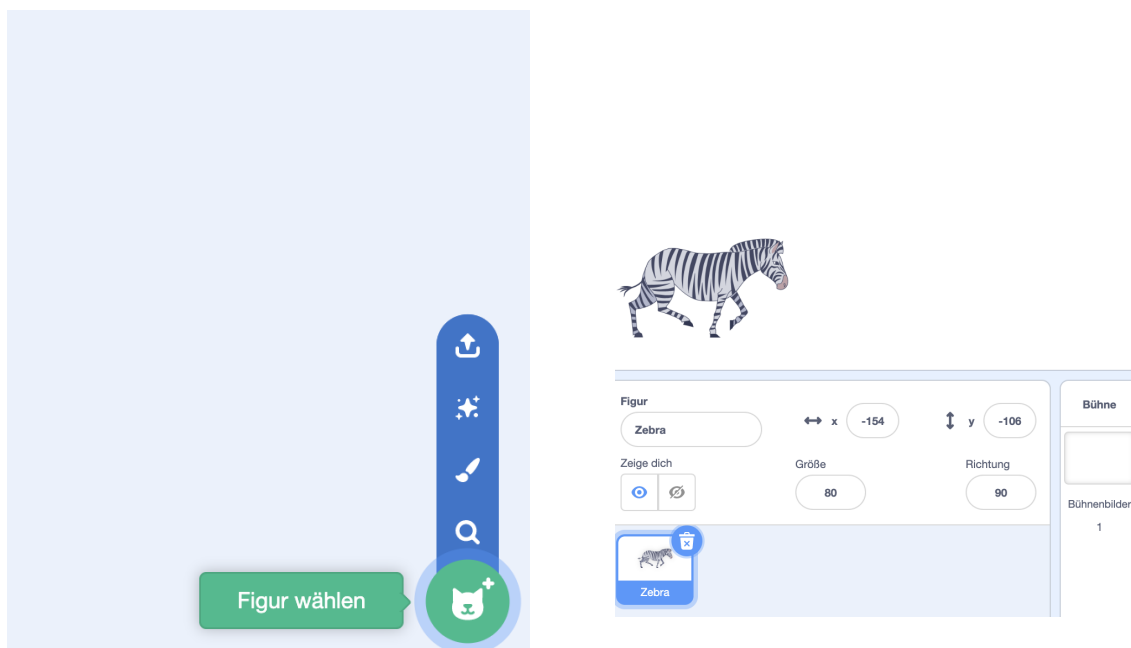 Figur wählen
Figur
Zebra
x -154
y -106
Zeige dich
Größe
80
Richtung
90
Zebra
Bühne
Bühnenbilder
1